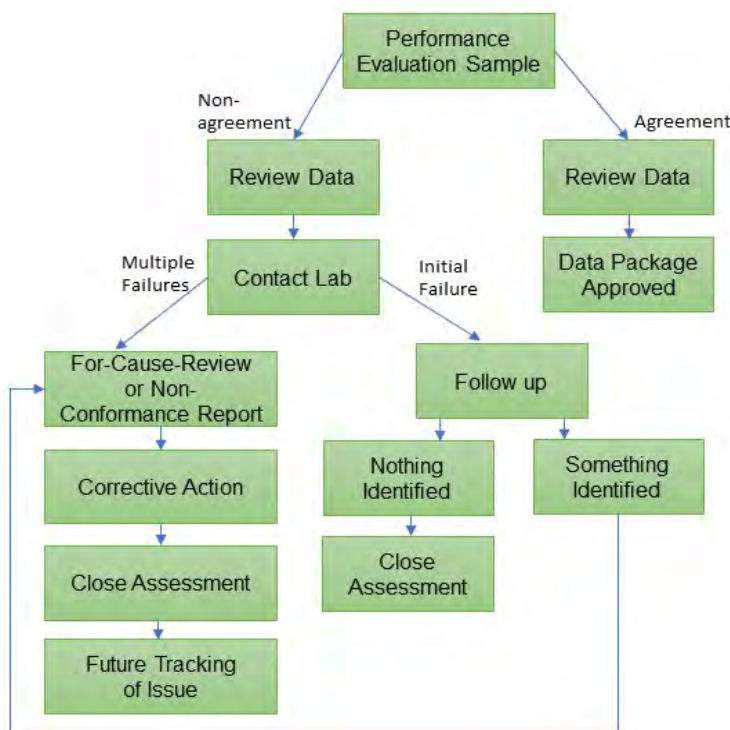 Performance
Evaluation Sample
Non-
agreement
Agreement
Review Data
Review Data
Multiple
Failures
Contact Lab
Initial
Failure
Data Package
Approved
For-Cause-Review
or Non-
Conformance Report
Follow up
Corrective Action
Nothing
Identified
Something
Identified
Close Assessment
Close
Assessment
Future Tracking
of Issue